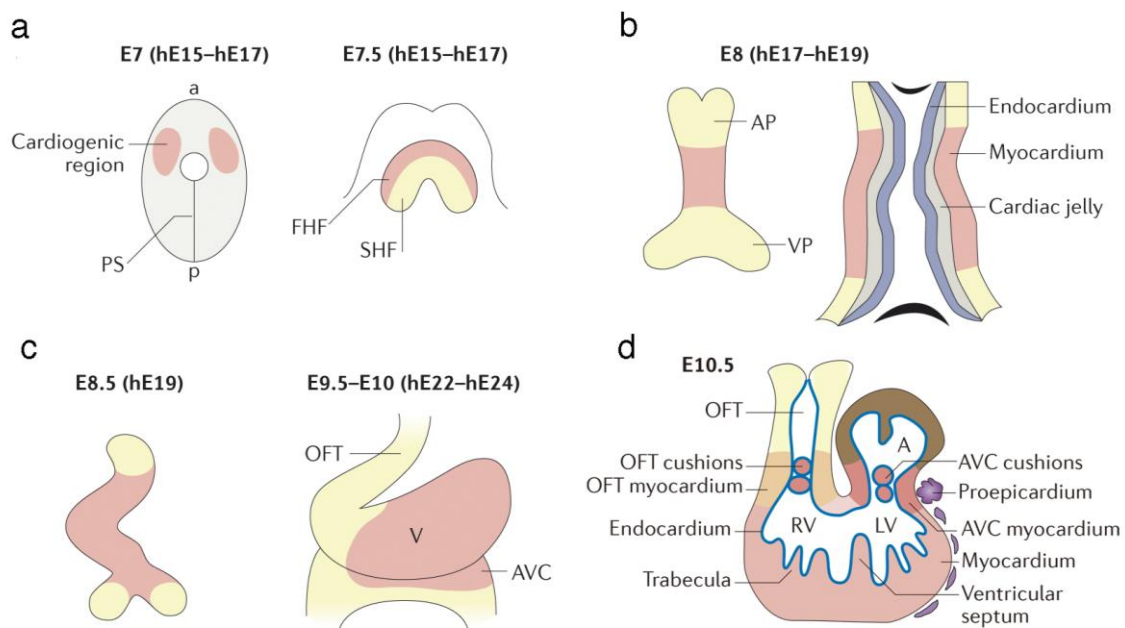 a
E7 (hE15–hE17)
E7.5 (hE15–hE17)
a
Cardiogenic
region
PS
p
FHF
SHF
b
E8 (hE17–hE19)
AP
VP
Endocardium
Myocardium
Cardiac jelly
c
E8.5 (hE19)
E9.5–E10 (hE22–hE24)
OFT
V
AVC
d
E10.5
OFT
A
OFT cushions
OFT myocardium
Endocardium
RV
LV
Trabecula
AVC cushions
Proepicardium
AVC myocardium
Myocardium
Ventricular
septum